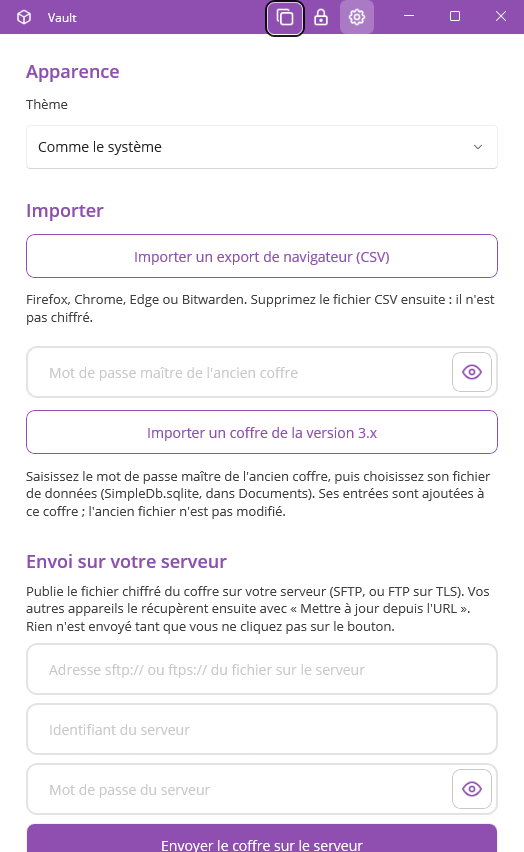 Vault
Apparence
Thème
Comme le système
Importer
Importer un export de navigateur (CSV)
Firefox, Chrome, Edge ou Bitwarden. Supprimez le fichier CSV ensuite : il n'est
pas chiffré.
Mot de passe maître de l'ancien coffre
Importer un coffre de la version 3.x
Saisissez le mot de passe maître de l'ancien coffre, puis choisissez son fichier
de données (SimpleDb.sqlite, dans Documents). Ses entrées sont ajoutées à
ce coffre ; l'ancien fichier n'est pas modifié.
Envoi sur votre serveur
Publie le fichier chiffré du coffre sur votre serveur (SFTP, ou FTP sur TLS). Vos
autres appareils le récupèrent ensuite avec « Mettre à jour depuis l'URL ».
Rien n'est envoyé tant que vous ne cliquez pas sur le bouton.
Adresse sftp:// ou ftps:// du fichier sur le serveur
Identifiant du serveur
Mot de passe du serveur
Envoyer le coffre sur le serveur